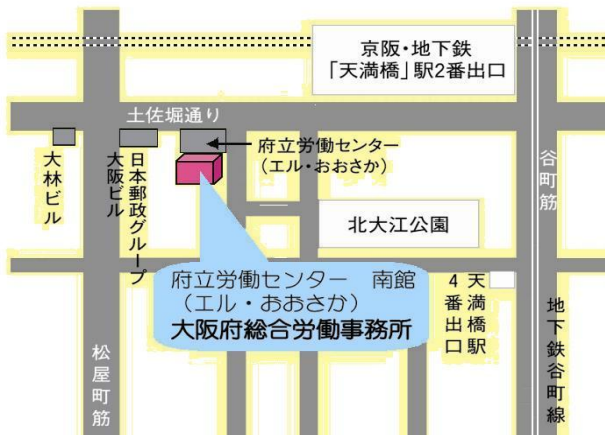 京阪・地下鉄
「天満橋」駅2番出口
土佐堀通り
府立労働センター
(エル・おおさか)
大林ビル
日本郵政グループ
大阪ビル
谷町筋
北大江公園
府立労働センター 南館
(エル・おおさか)
大阪府総合労働事務所
天満橋駅
4番出口
地下鉄谷町線
松屋町筋